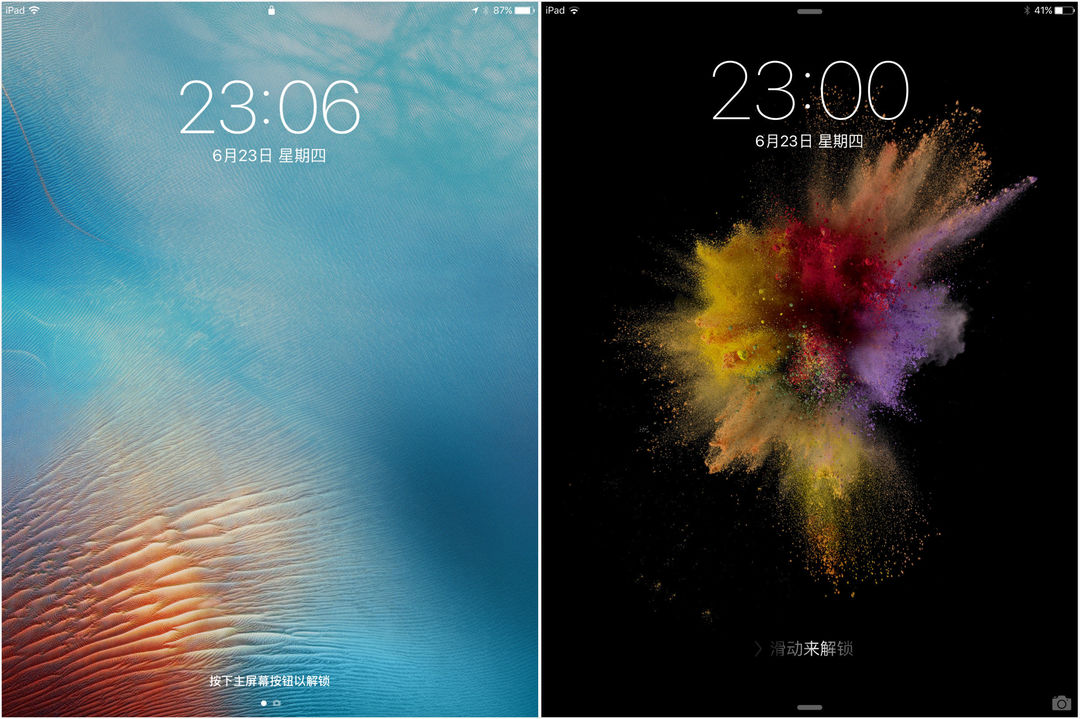 iPad
87%
23:06
6月23日 星期四
按下主屏幕按钮以解锁
iPad
41%
23:00
6月23日 星期四
滑动来解锁